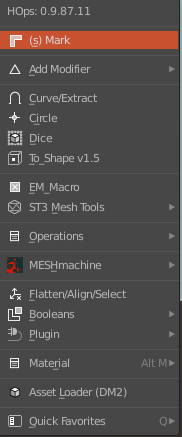 HOps: 0.9.87.11
(s) Mark
Add Modifier
Curve/Extract
Circle
Dice
To_Shape v1.5
EM_Macro
ST3 Mesh Tools
Operations
MESHmachine
Flatten/Align/Select
Booleans
Plugin
Material Alt M
Asset Loader (DM2)
Quick Favorites Q